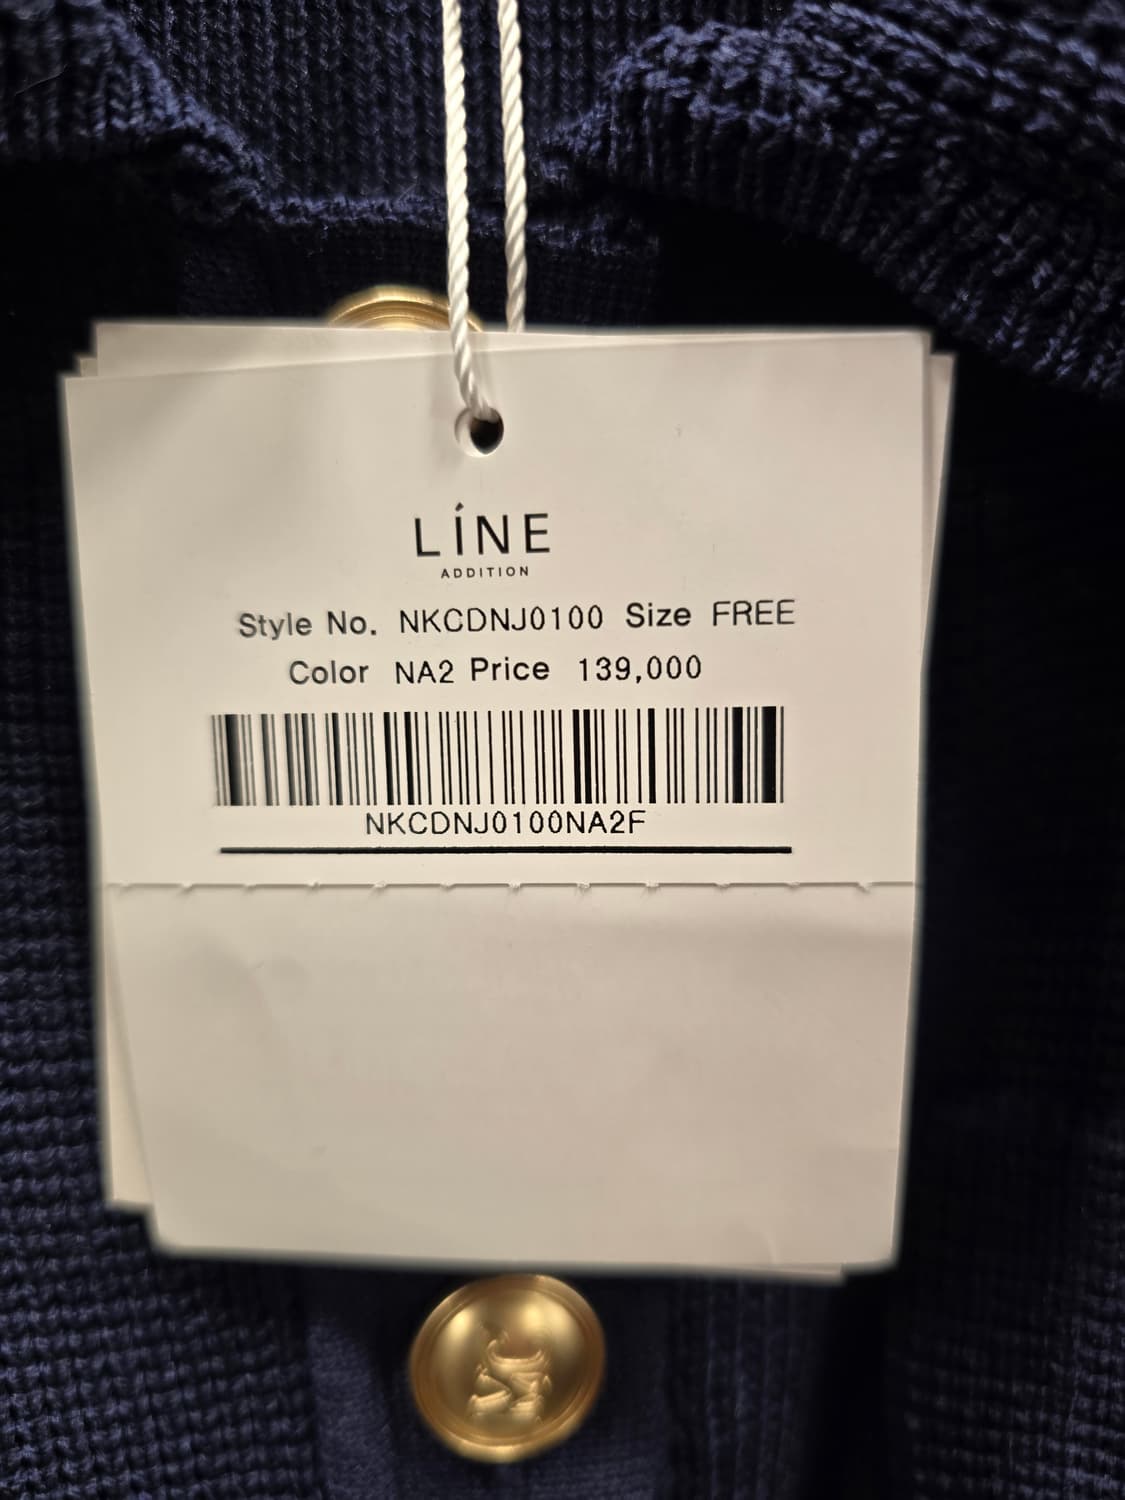 LÍNE
ADDITION
Style No. NKCDNJ0100 Size FREE
Color NA2 Price 139,000
NKCDNJ0100NA2F